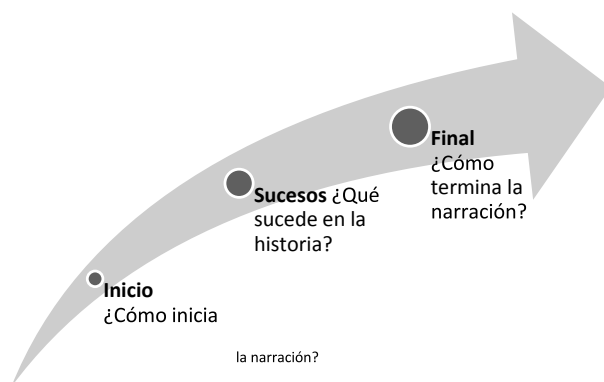 Inicio
¿Cómo inicia
la narración?
Sucesos ¿Qué
sucede en la
historia?
Final
¿Cómo
termina la
narración?